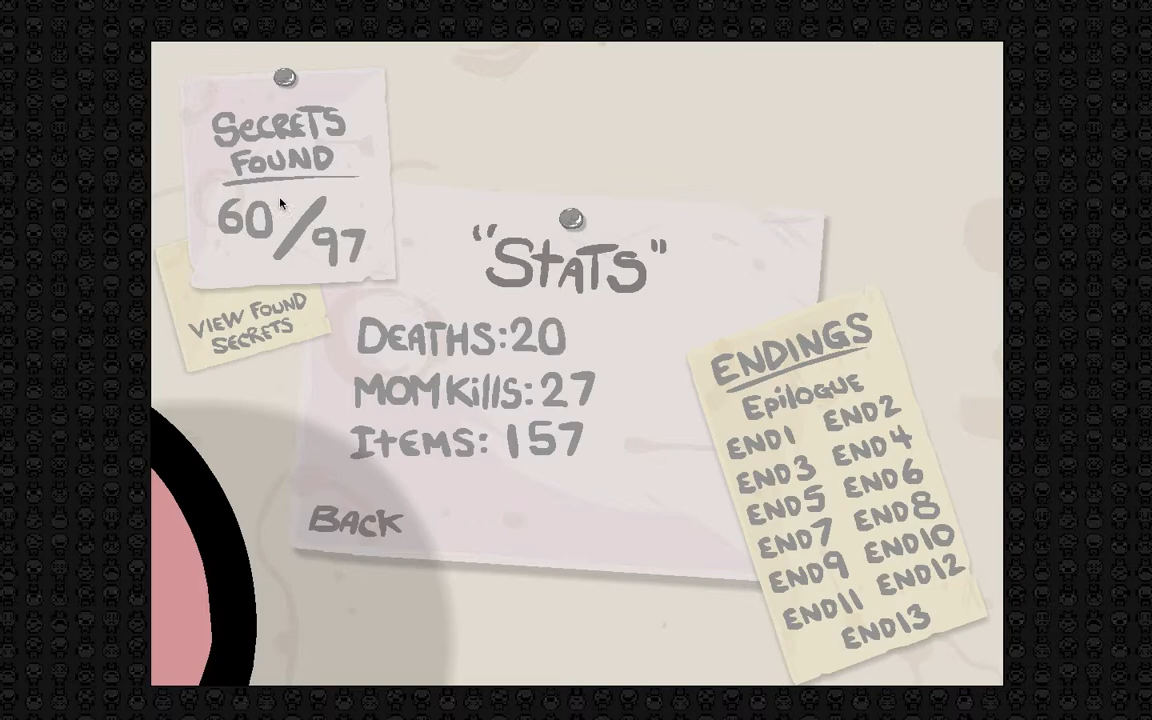 SECRETS
FOUND
60/97
VIEW FOUND
SECRETS
"STATS"
DEATHS:20
MOMKills:27
ITEMS: 157
BACK
ENDINGS
Epilogue
END1 END2
END3 END4
END5 END6
END7 END8
END9 END10
END11 END12
END13